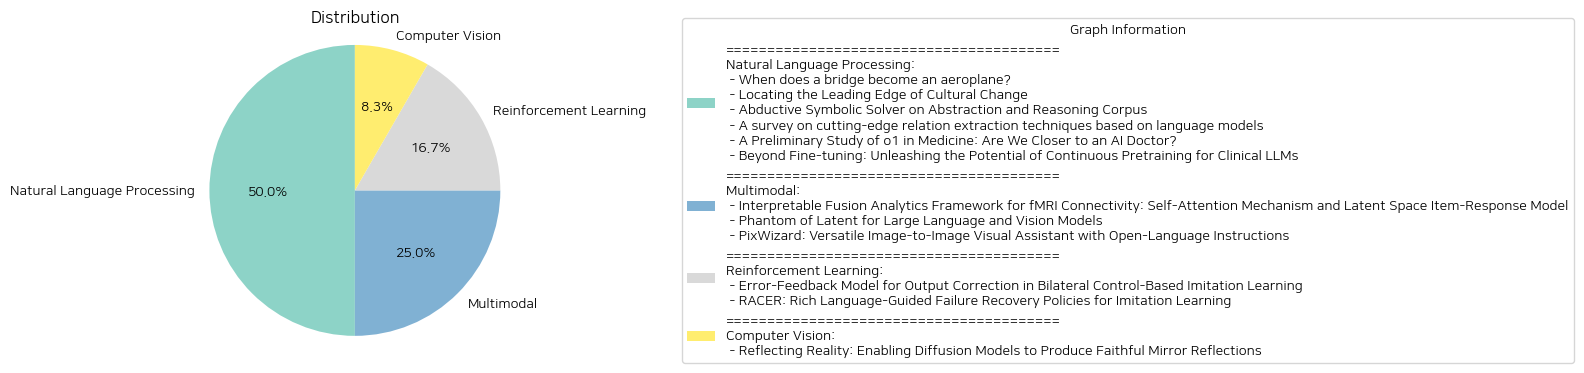 Distribution
Computer Vision
8.3%
Reinforcement Learning
16.7%
Natural Language Processing
50.0%
25.0%
Multimodal
Graph Information
========================================
Natural Language Processing:
- When does a bridge become an aeroplane?
- Locating the Leading Edge of Cultural Change
- Abductive Symbolic Solver on Abstraction and Reasoning Corpus
- A survey on cutting-edge relation extraction techniques based on language models
- A Preliminary Study of o1 in Medicine: Are We Closer to an AI Doctor?
- Beyond Fine-tuning: Unleashing the Potential of Continuous Pretraining for Clinical LLMs
========================================
Multimodal:
- Interpretable Fusion Analytics Framework for fMRI Connectivity: Self-Attention Mechanism and Latent Space Item-Response Model
- Phantom of Latent for Large Language and Vision Models
- PixWizard: Versatile Image-to-Image Visual Assistant with Open-Language Instructions
========================================
Reinforcement Learning:
- Error-Feedback Model for Output Correction in Bilateral Control-Based Imitation Learning
- RACER: Rich Language-Guided Failure Recovery Policies for Imitation Learning
========================================
Computer Vision:
- Reflecting Reality: Enabling Diffusion Models to Produce Faithful Mirror Reflections